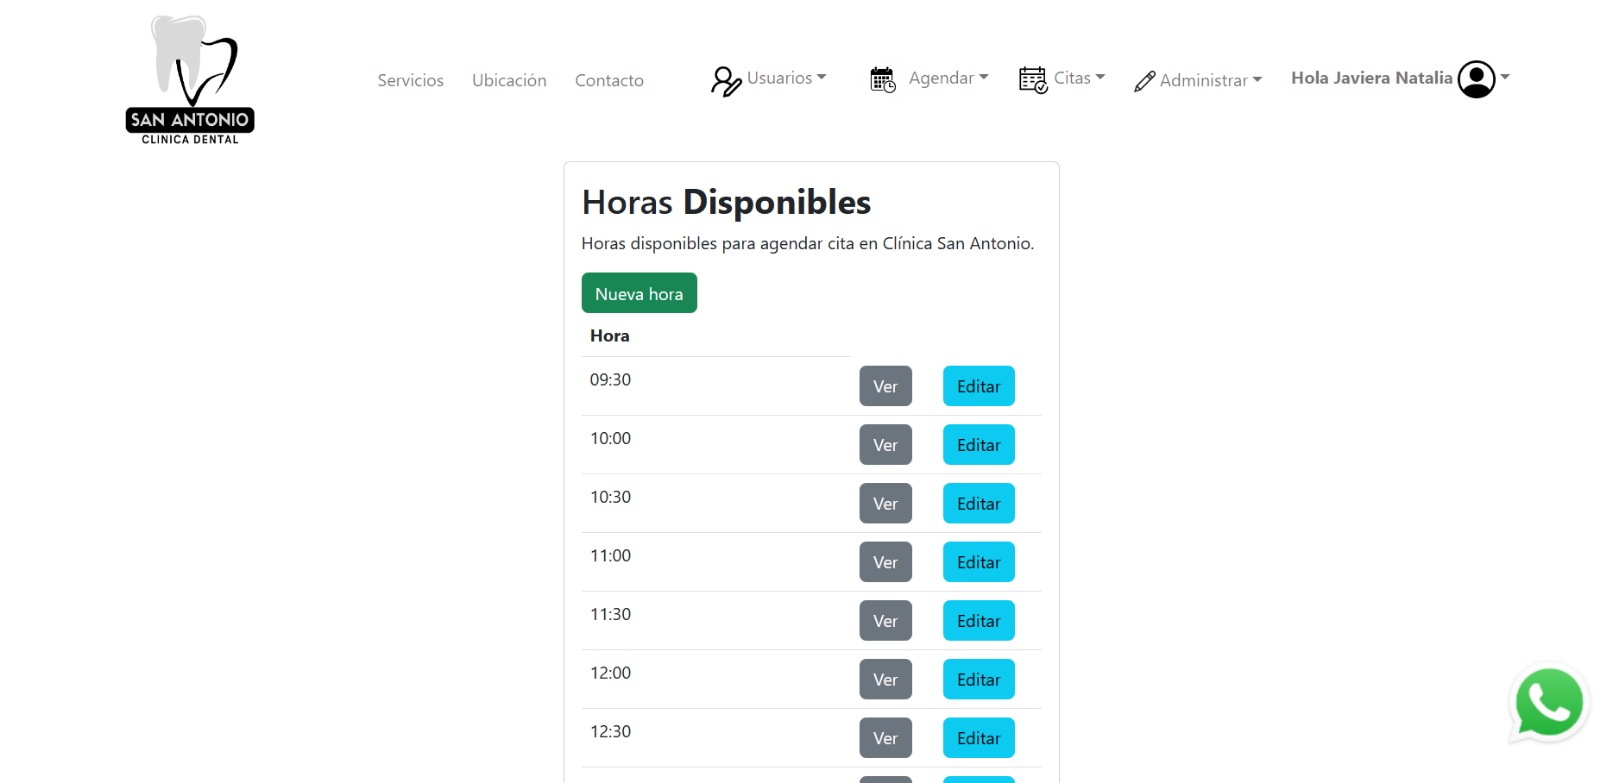 SAN ANTONIO
CLINICA DENTAL
Servicios Ubicación Contacto Usuarios Agendar Citas Administrar Hola Javiera Natalia
Horas Disponibles
Horas disponibles para agendar cita en Clínica San Antonio.
Nueva hora
Hora
09:30 Ver Editar
10:00 Ver Editar
10:30 Ver Editar
11:00 Ver Editar
11:30 Ver Editar
12:00 Ver Editar
12:30 Ver Editar